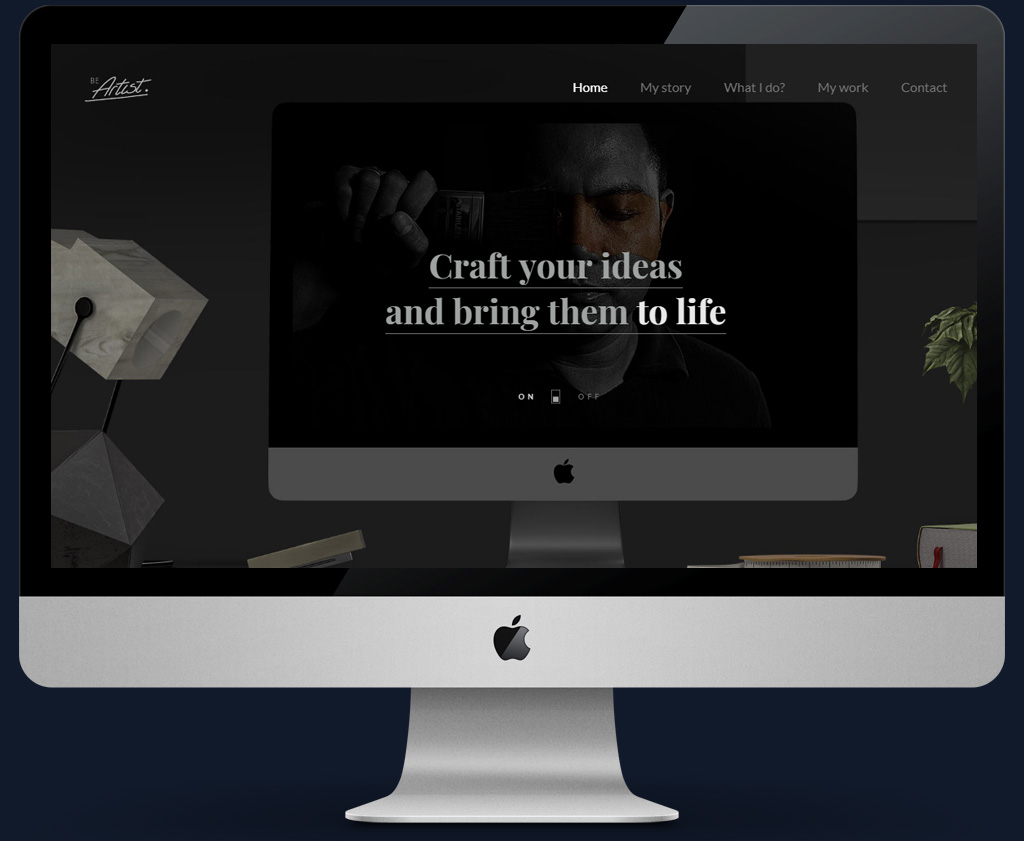 BE
Artist.
Home My story What I do? My work Contact
Craft your ideas
and bring them to life
ON OFF